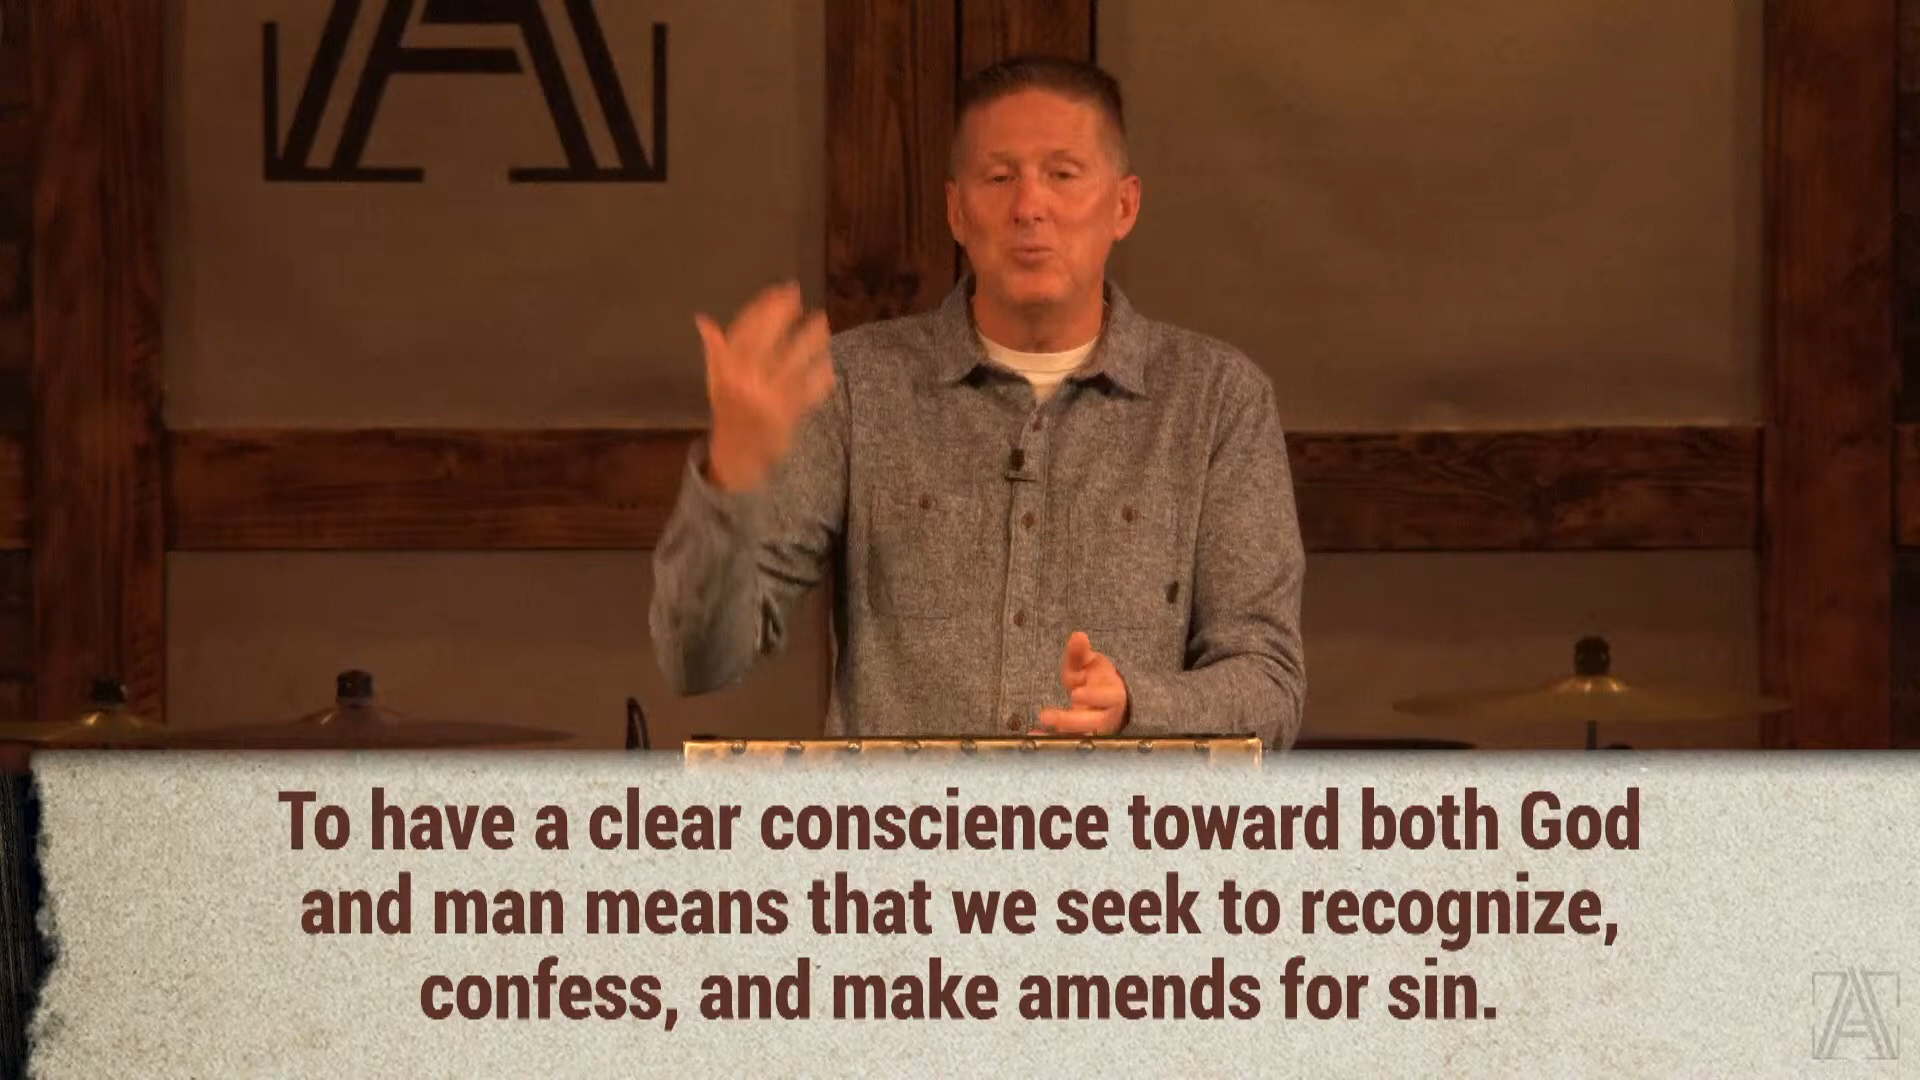 A
To have a clear conscience toward both God
and man means that we seek to recognize,
confess, and make amends for sin.
A